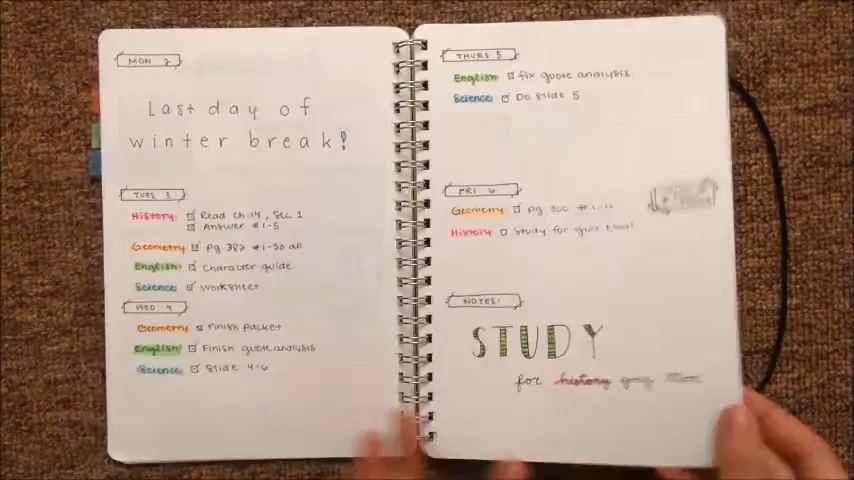 MON 2
Last day of
winter break!
TUES 3
History: Read Ch.14, Sec 1
Answer #1-5
Geometry: Pg. 382 #1-33 all
English: Character guide
Science: Worksheet
WED 4
Geometry: Finish packet
English: Finish quote analysis
Science: Slide 4-6
THURS 5
English: fix quote analysis
Science: Do slide 5
FRI 6
Geometry: pg. 300
History: Study for quiz
NOTES:
STUDY
for history